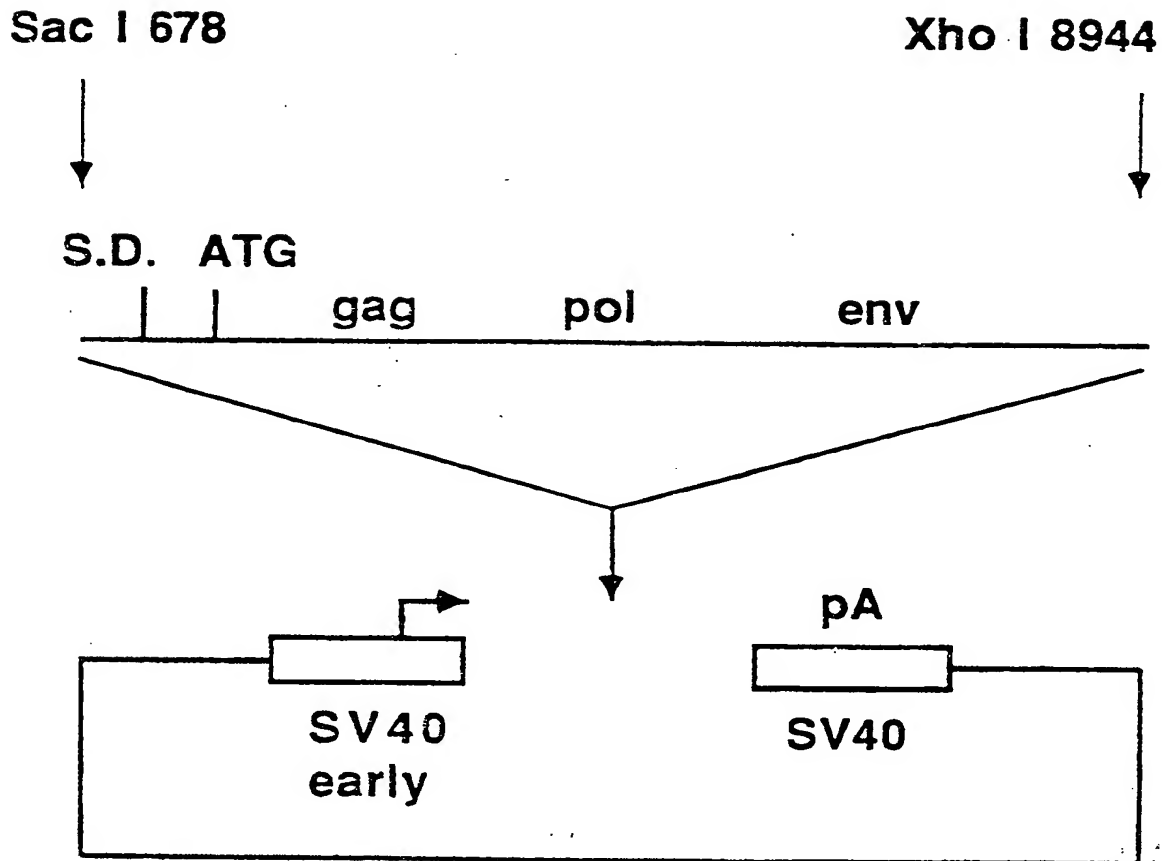 Sac I 678
Xho I 8944
S.D. ATG
gag pol env
pA
SV40
early
SV40